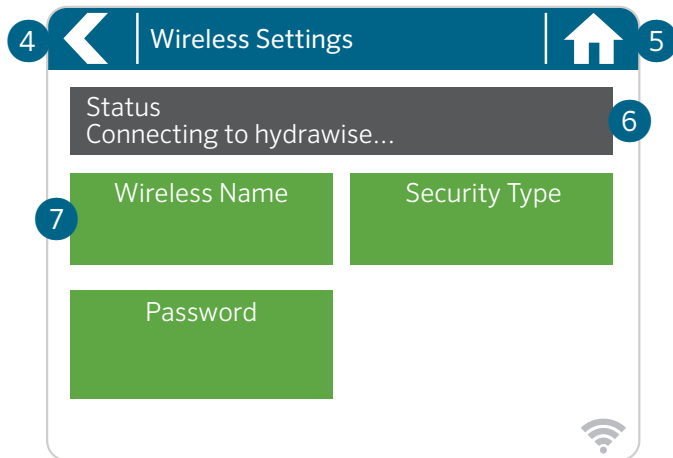 4
Wireless Settings
5
Status
Connecting to hydrawise...
6
Wireless Name
Security Type
7
Password